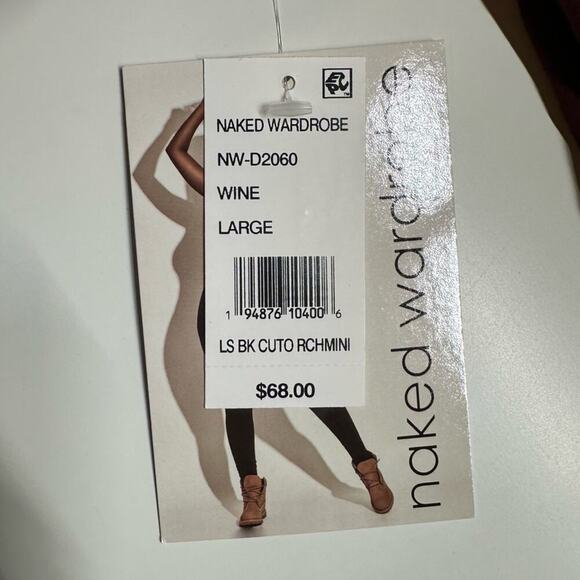 NAKED WARDROBE
NW-D2060
WINE
LARGE
1 94876 10400 6
LS BK CUTO RCHMINI
$68.00
naked wardrobe